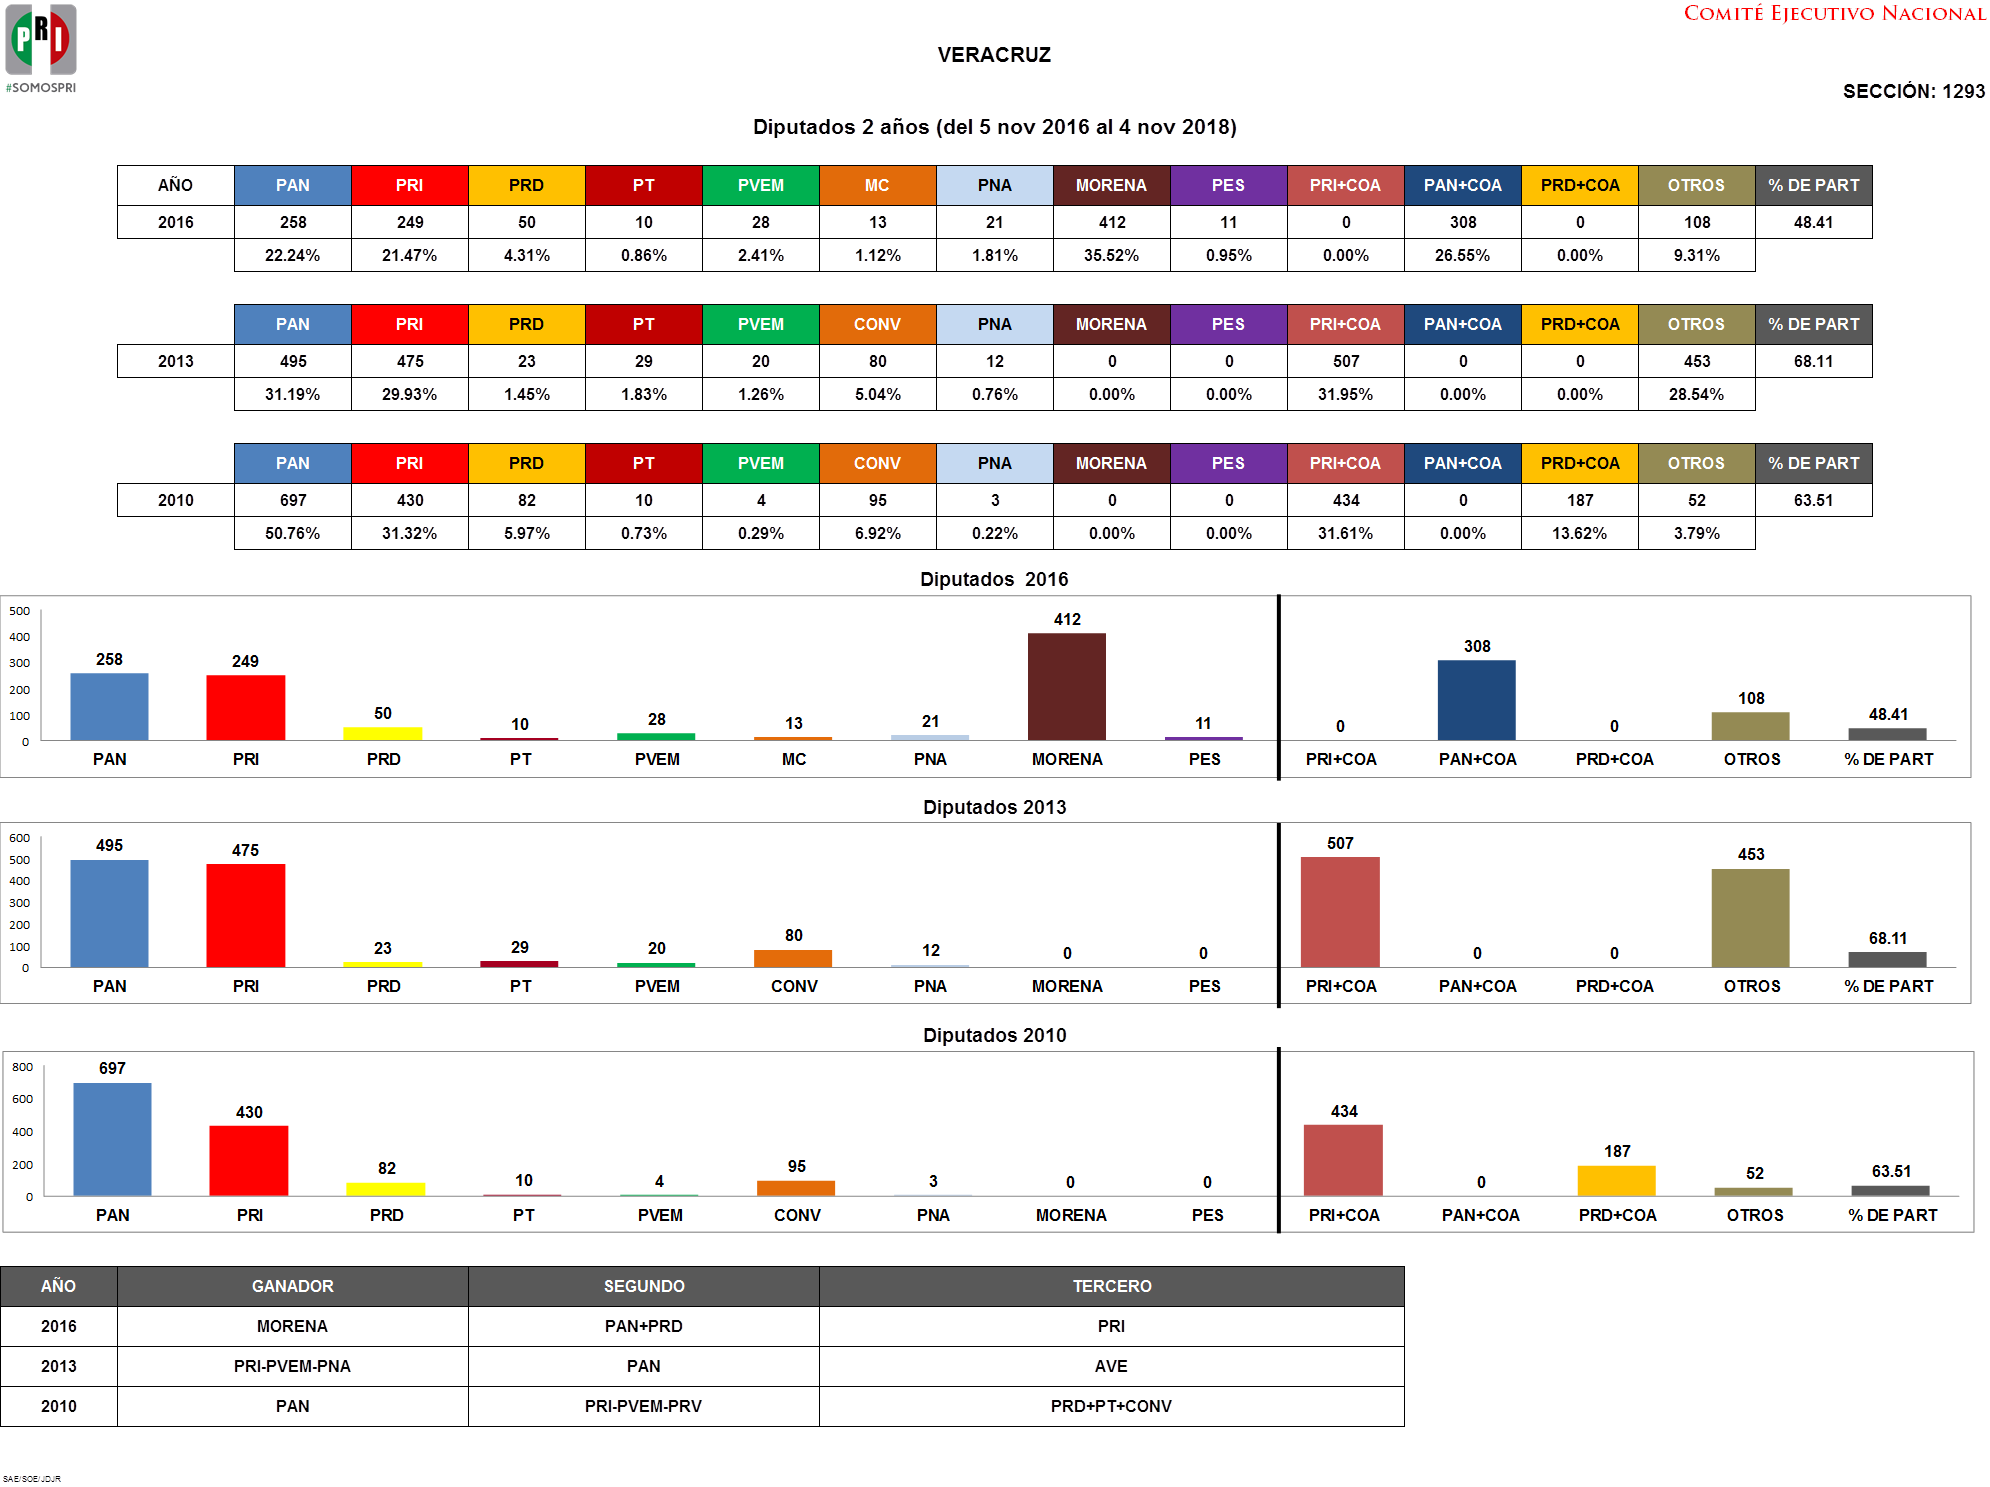 COMITÉ EJECUTIVO NACIONAL
PRI
#SOMOSPRI
VERACRUZ
SECCIÓN: 1293
Diputados 2 años (del 5 nov 2016 al 4 nov 2018)
AÑO PAN PRI PRD PT PVEM MC PNA MORENA PES PRI+COA PAN+COA PRD+COA OTROS % DE PART
2016 258 249 50 10 28 13 21 412 11 0 308 0 108 48.41
22.24% 21.47% 4.31% 0.86% 2.41% 1.12% 1.81% 35.52% 0.95% 0.00% 26.55% 0.00% 9.31%
PAN PRI PRD PT PVEM CONV PNA MORENA PES PRI+COA PAN+COA PRD+COA OTROS % DE PART
2013 495 475 23 29 20 80 12 0 0 507 0 0 453 68.11
31.19% 29.93% 1.45% 1.83% 1.26% 5.04% 0.76% 0.00% 0.00% 31.95% 0.00% 0.00% 28.54%
PAN PRI PRD PT PVEM CONV PNA MORENA PES PRI+COA PAN+COA PRD+COA OTROS % DE PART
2010 697 430 82 10 4 95 3 0 0 434 0 187 52 63.51
50.76% 31.32% 5.97% 0.73% 0.29% 6.92% 0.22% 0.00% 0.00% 31.61% 0.00% 13.62% 3.79%
Diputados 2016
500
400
300
200
100
0
258 249 50 10 28 13 21 412 11 0 308 0 108 48.41
PAN PRI PRD PT PVEM MC PNA MORENA PES PRI+COA PAN+COA PRD+COA OTROS % DE PART
Diputados 2013
600
500
400
300
200
100
0
495 475 23 29 20 80 12 0 0 507 0 0 453 68.11
PAN PRI PRD PT PVEM CONV PNA MORENA PES PRI+COA PAN+COA PRD+COA OTROS % DE PART
Diputados 2010
800
600
400
200
0
697 430 82 10 4 95 3 0 0 434 0 187 52 63.51
PAN PRI PRD PT PVEM CONV PNA MORENA PES PRI+COA PAN+COA PRD+COA OTROS % DE PART
AÑO GANADOR SEGUNDO TERCERO
2016 MORENA PAN+PRD PRI
2013 PRI-PVEM-PNA PAN AVE
2010 PAN PRI-PVEM-PRV PRD+PT+CONV
SAE/SOE/JDJR